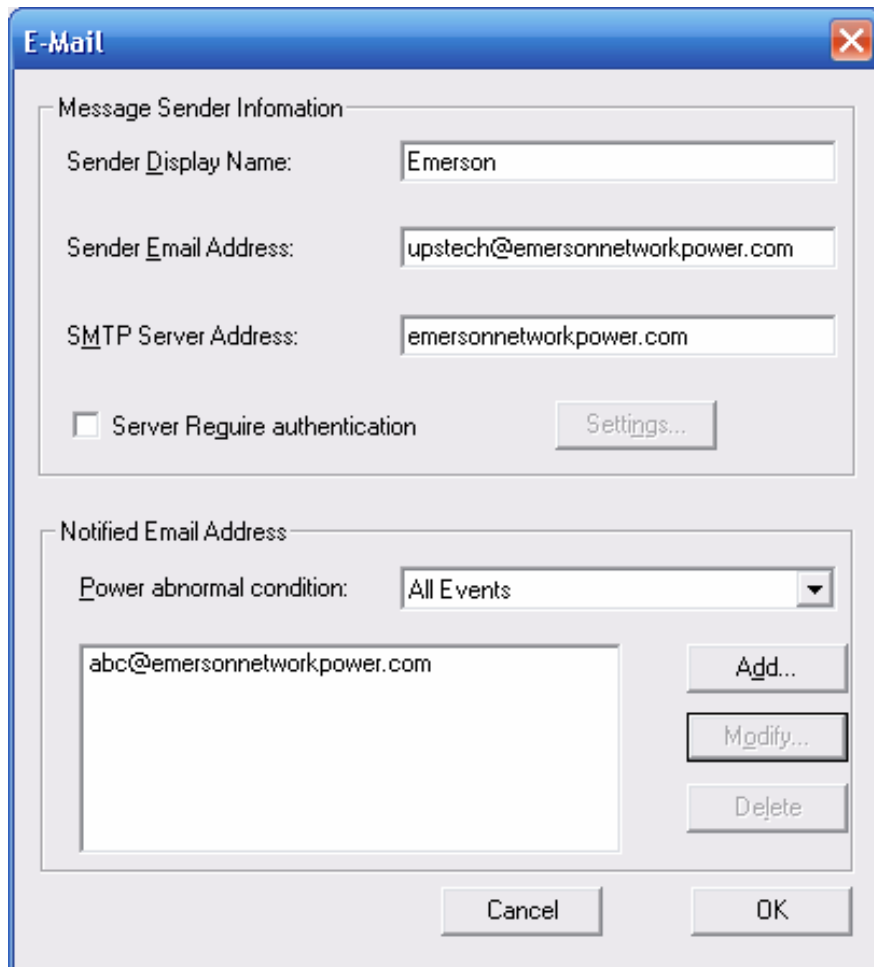 E-Mail
Message Sender Infomation
Sender Display Name:
Emerson
Sender Email Address:
upstech@emersonnetworkpower.com
SMTP Server Address:
emersonnetworkpower.com
Server Reguire authentication
Settings...
Notified Email Address
Power abnormal condition:
All Events
abc@emersonnetworkpower.com
Add...
Modify...
Delete
Cancel
OK